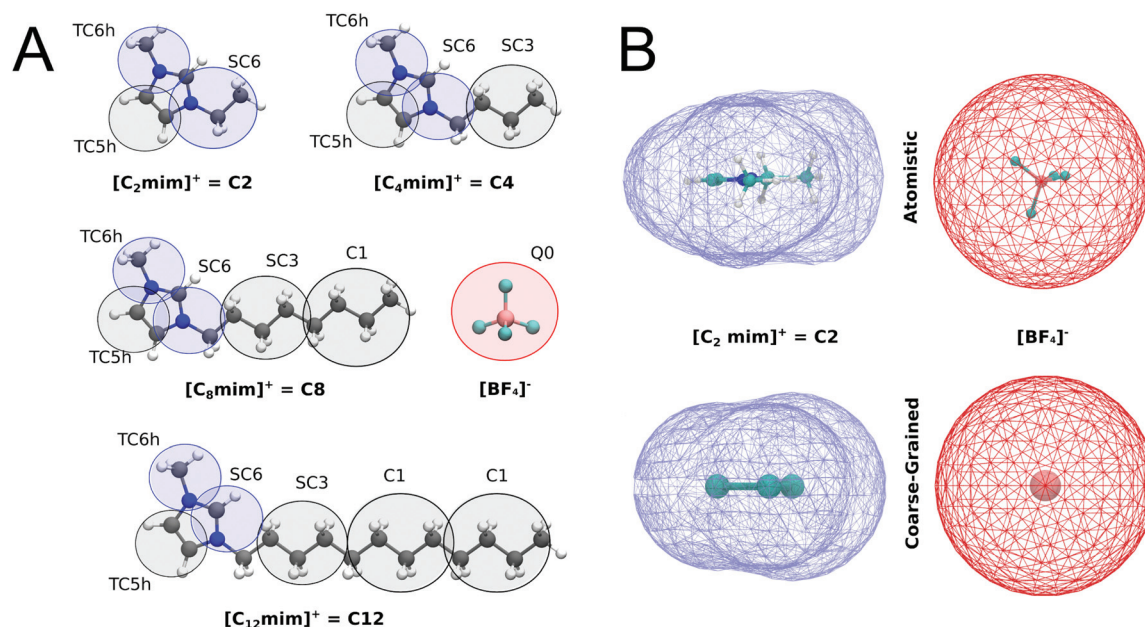 A
TC6h
SC6
TC5h
[C₂mim]⁺ = C2
TC6h
SC6
SC3
TC5h
[C₄mim]⁺ = C4
TC6h
SC6
SC3
C1
TC5h
[C₈mim]⁺ = C8
Q0
[BF₄]⁻
TC6h
SC6
SC3
C1
C1
TC5h
[C₁₂mim]⁺ = C12
B
Atomistic
[C₂ mim]⁺ = C2
[BF₄]⁻
Coarse-Grained